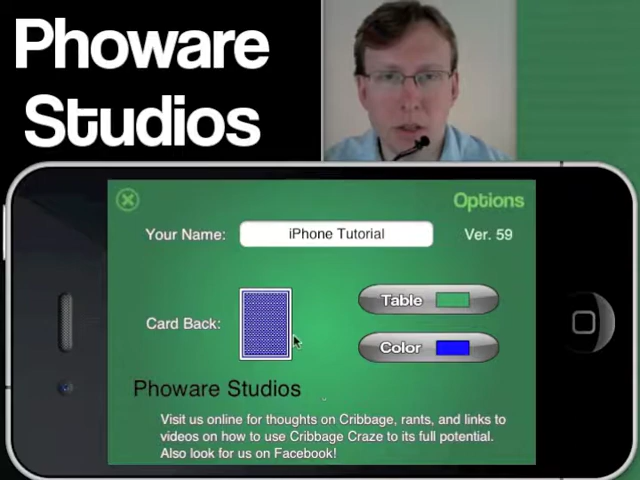 Phoware
Studios
Options
Your Name: iPhone Tutorial Ver. 59
Table
Card Back:
Color
Phoware Studios
Visit us online for thoughts on Cribbage, rants, and links to
videos on how to use Cribbage Craze to its full potential.
Also look for us on Facebook!